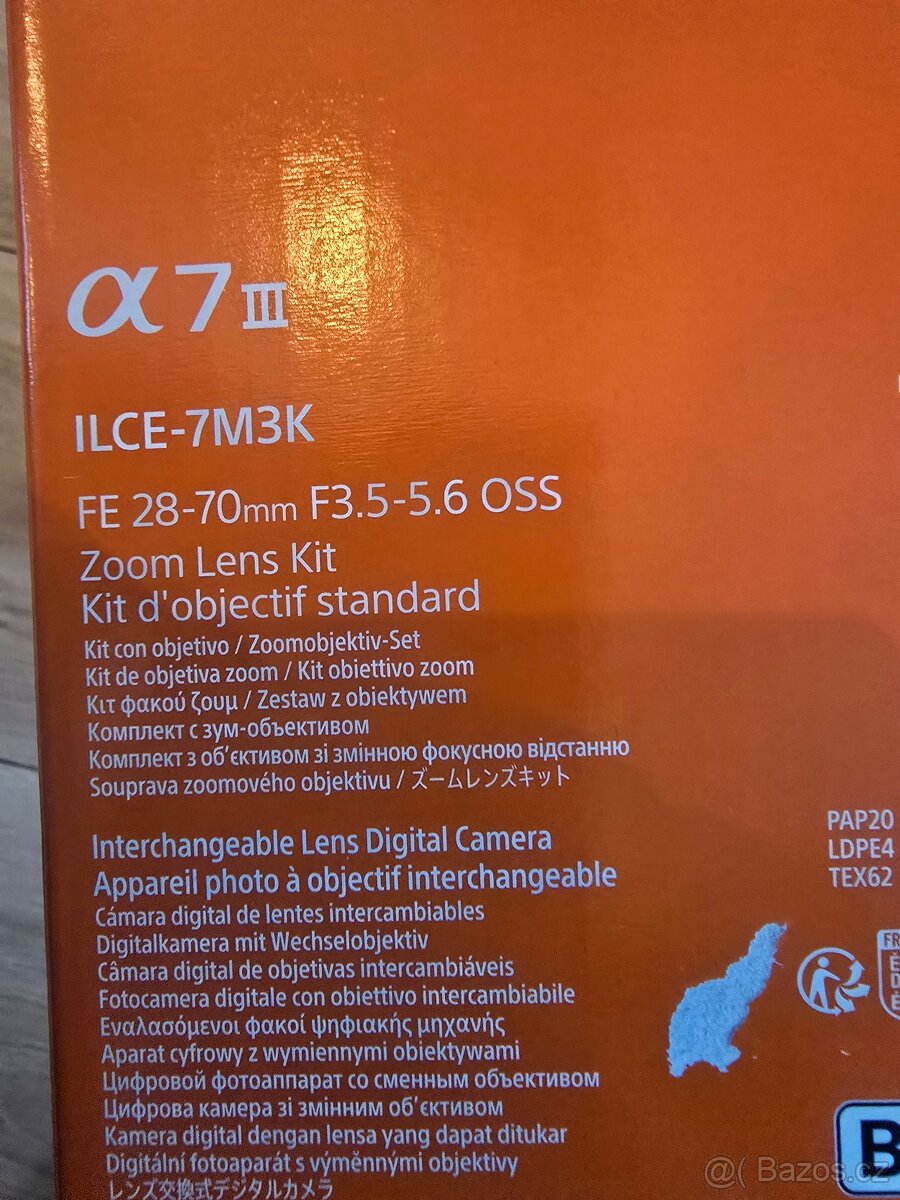 α7 III
ILCE-7M3K
FE 28-70mm F3.5-5.6 OSS
Zoom Lens Kit
Kit d'objectif standard
Kit con objetivo / Zoomobjektiv-Set
Kit de objetiva zoom / Kit obiettivo zoom
Κιτ φακού ζουμ / Zestaw z obiektywem
Комплект с зум-объективом
Комплект з об'єктивом зі змінною фокусною відстанню
Souprava zoomového objektivu / ズームレンズキット
Interchangeable Lens Digital Camera
Appareil photo à objectif interchangeable
Cámara digital de lentes intercambiables
Digitalkamera mit Wechselobjektiv
Câmara digital de objetivas intercambiáveis
Fotocamera digitale con obiettivo intercambiabile
Εναλασόμενοι φακοί ψηφιακής μηχανής
Aparat cyfrowy z wymiennymi obiektywami
Цифровой фотоаппарат со сменным объективом
Цифрова камера зі змінним об'єктивом
Kamera digital dengan lensa yang dapat ditukar
Digitální fotoaparát s výměnnými objektivy
レンズ交換式デジタルカメラ
PAP20
LDPE4
TEX62
FR
B
@( Bazos.cz